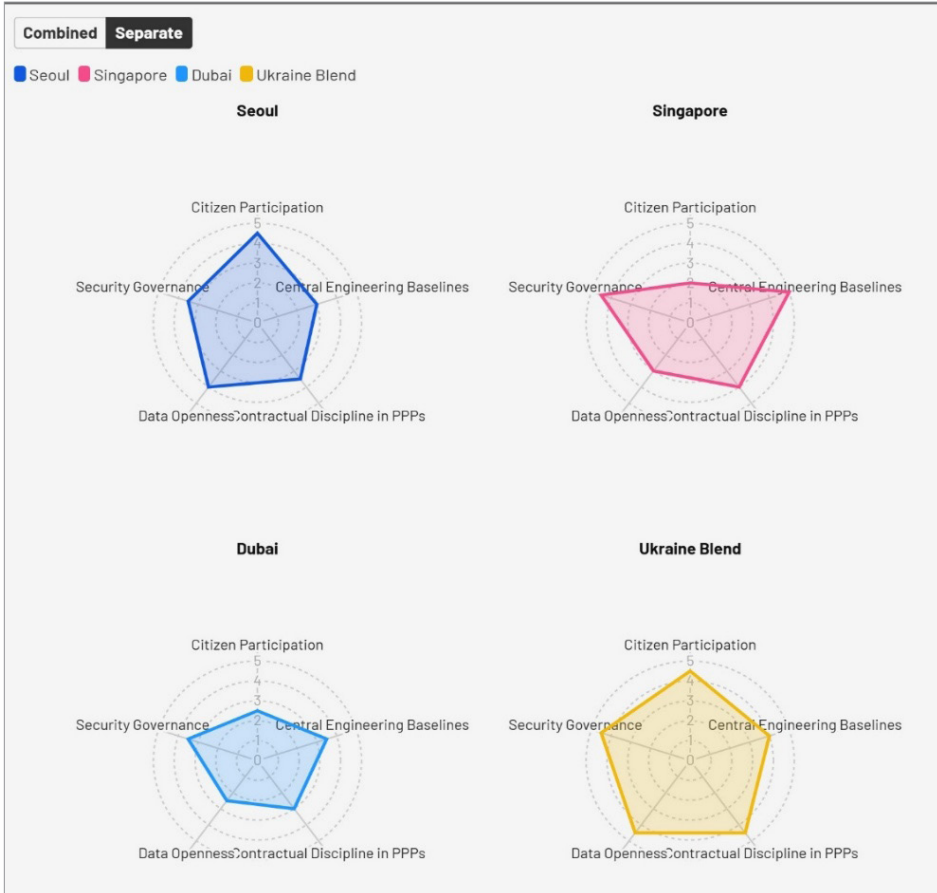 Combined Separate
Seoul Singapore Dubai Ukraine Blend
Seoul
Citizen Participation
5
4
3
Security Governance 2 Central Engineering Baselines
1
0
Data Openness Contractual Discipline in PPPs
Singapore
Citizen Participation
5
4
3
Security Governance 2 Central Engineering Baselines
1
0
Data Openness Contractual Discipline in PPPs
Dubai
Citizen Participation
5
4
3
Security Governance 2 Central Engineering Baselines
1
0
Data Openness Contractual Discipline in PPPs
Ukraine Blend
Citizen Participation
5
4
3
Security Governance 2 Central Engineering Baselines
1
0
Data Openness Contractual Discipline in PPPs